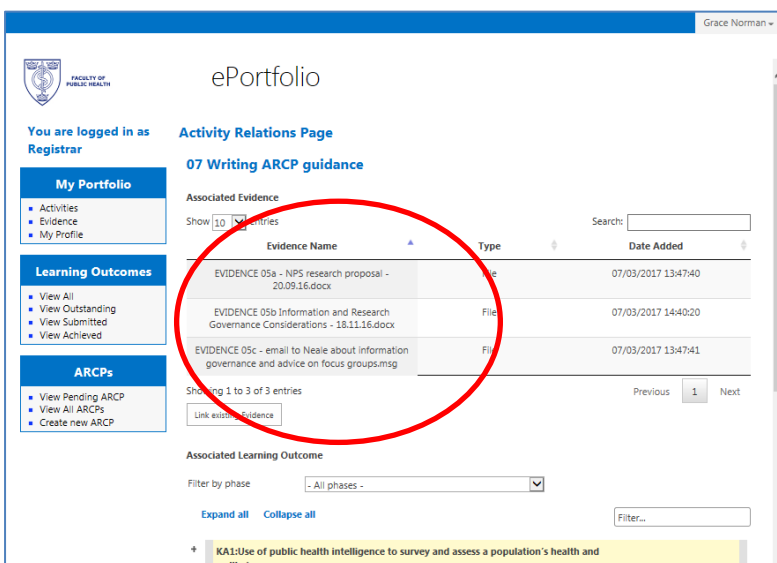 Grace Norman
FACULTY OF
PUBLIC HEALTH
ePortfolio
You are logged in as
Registrar
My Portfolio
Activities
Evidence
My Profile
Learning Outcomes
View All
View Outstanding
View Submitted
View Achieved
ARCPs
View Pending ARCP
View All ARCPs
Create new ARCP
Activity Relations Page
07 Writing ARCP guidance
Associated Evidence
Show 10 entries
Search:
Evidence Name Type Date Added
EVIDENCE 05a - NPS research proposal -
20.09.16.docx
File 07/03/2017 13:47:40
EVIDENCE 05b Information and Research
Governance Considerations - 18.11.16.docx
File 07/03/2017 14:40:20
EVIDENCE 05c - email to Neale about information
governance and advice on focus groups.msg
File 07/03/2017 13:47:41
Showing 1 to 3 of 3 entries
Previous 1 Next
Link existing Evidence
Associated Learning Outcome
Filter by phase - All phases -
Expand all Collapse all
Filter...
+ KA1:Use of public health intelligence to survey and assess a population's health and